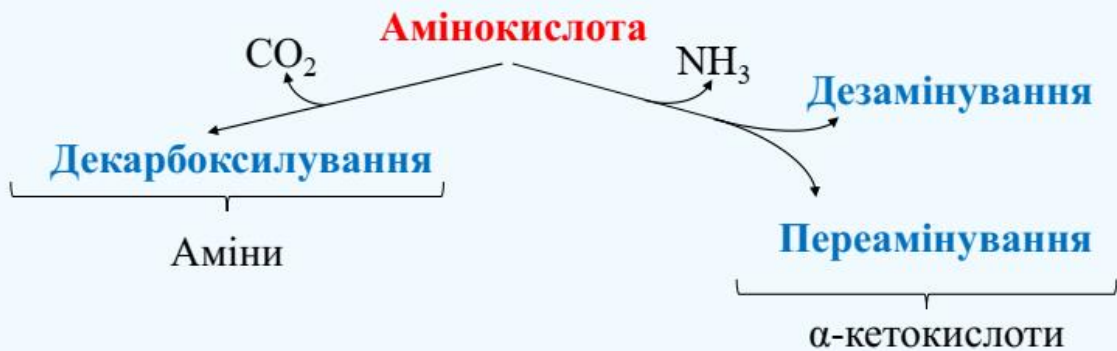 Амінокислота
CO₂
NH₃
Дезамінування
Декарбоксилування
Переамінування
Аміни
α-кетокислоти